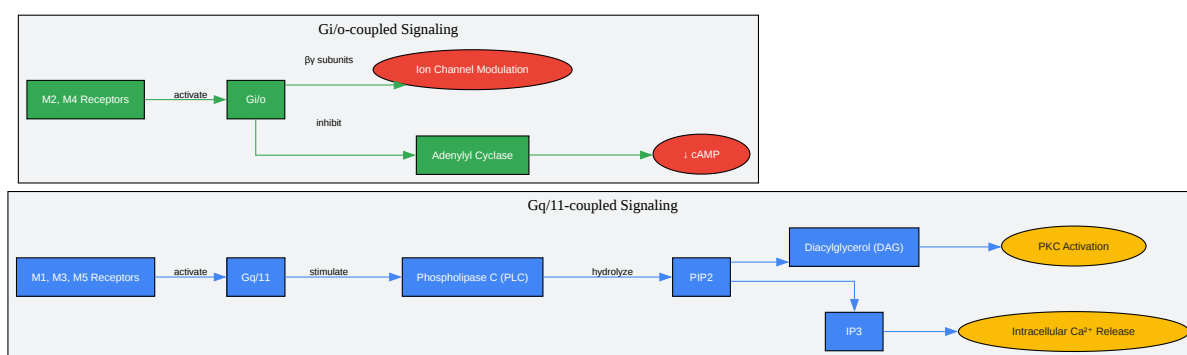 Gi/o-coupled Signaling
βγ subunits
Ion Channel Modulation
M2, M4 Receptors
activate
Gi/o
inhibit
Adenylyl Cyclase
↓ cAMP
Gq/11-coupled Signaling
Diacylglycerol (DAG)
PKC Activation
M1, M3, M5 Receptors
activate
Gq/11
stimulate
Phospholipase C (PLC)
hydrolyze
PIP2
IP3
Intracellular Ca²⁺ Release